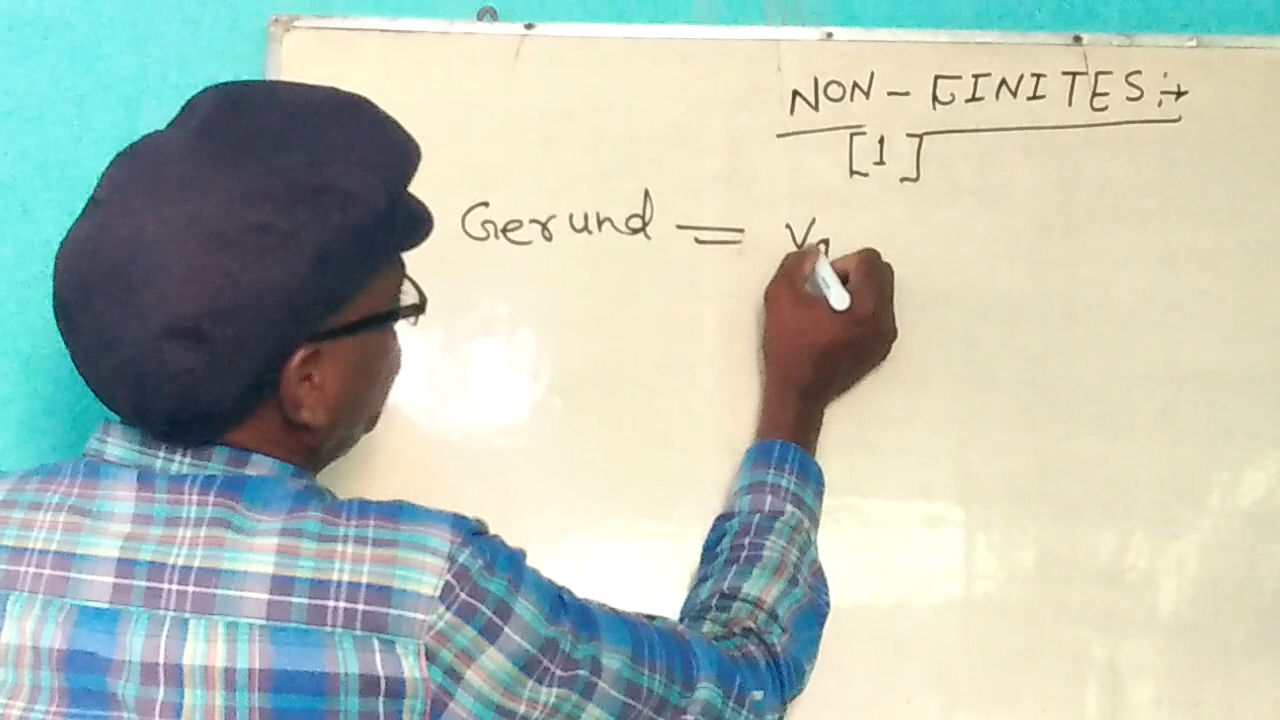 NON - FINITES :→
[1]
Gerund = V